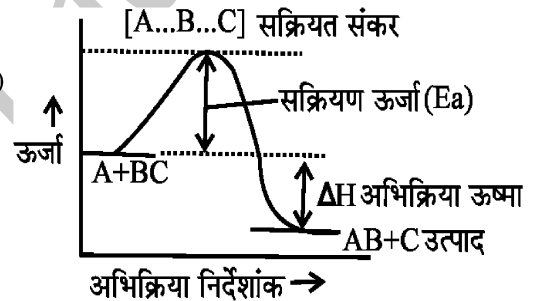 [A...B...C] सक्रियत संकर
सक्रियण ऊर्जा (Ea)
ऊर्जा
A+BC
ΔH अभिक्रिया ऊष्मा
AB+C उत्पाद
अभिक्रिया निर्देशांक